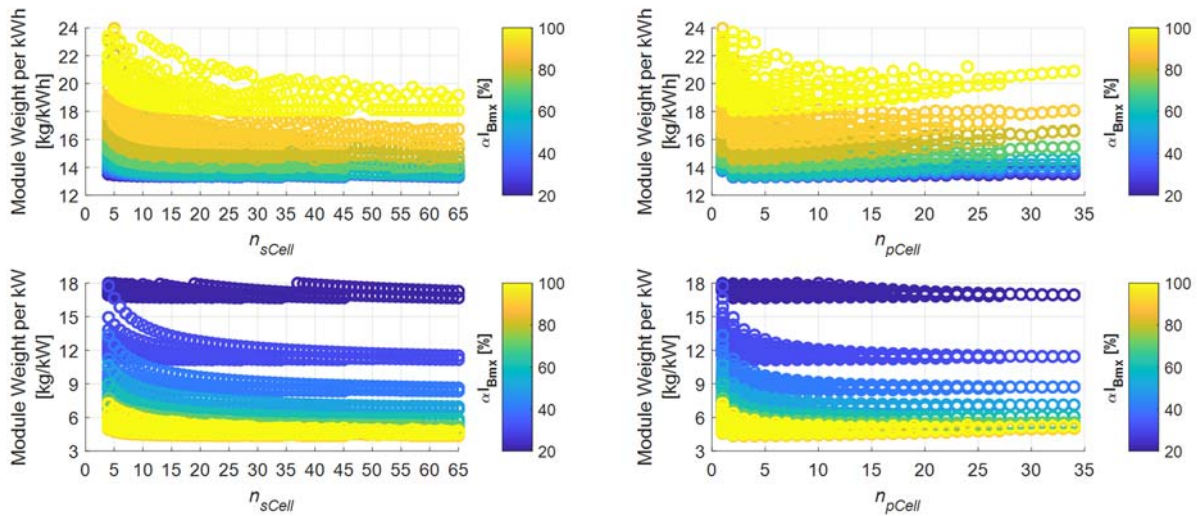 Module Weight per kWh
[kg/kWh]
24
22
20
18
16
14
12
0 5 10 15 20 25 30 35 40 45 50 55 60 65
n_sCell
100
80
60
40
20
αI_Bmx [%]
Module Weight per kWh
[kg/kWh]
24
22
20
18
16
14
12
0 5 10 15 20 25 30 35
n_pCell
100
80
60
40
20
αI_Bmx [%]
Module Weight per kW
[kg/kW]
18
15
12
9
6
3
0 5 10 15 20 25 30 35 40 45 50 55 60 65
n_sCell
100
80
60
40
20
αI_Bmx [%]
Module Weight per kW
[kg/kW]
18
15
12
9
6
3
0 5 10 15 20 25 30 35
n_pCell
100
80
60
40
20
αI_Bmx [%]